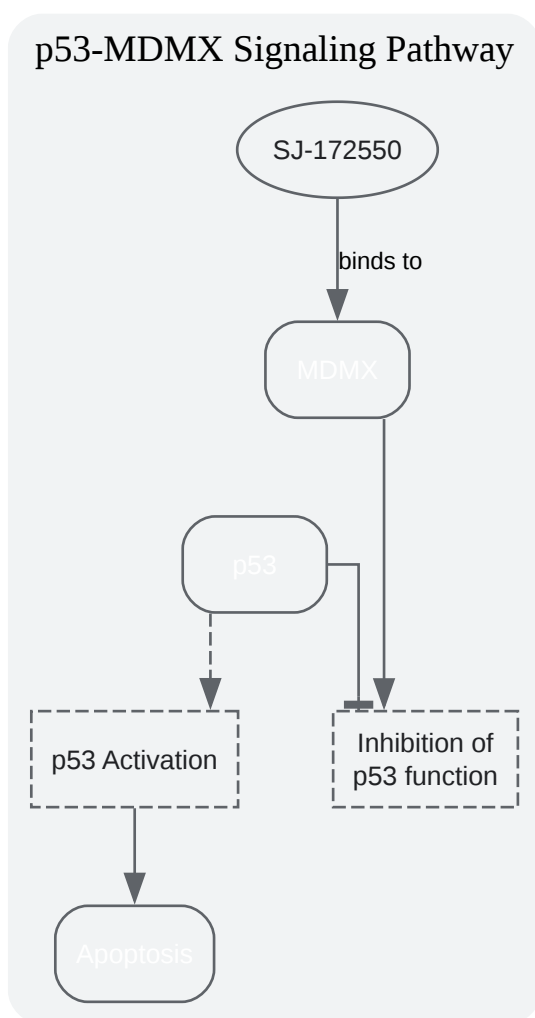 p53-MDMX Signaling Pathway
SJ-172550
binds to
MDMX
p53
p53 Activation
Inhibition of
p53 function
Apoptosis